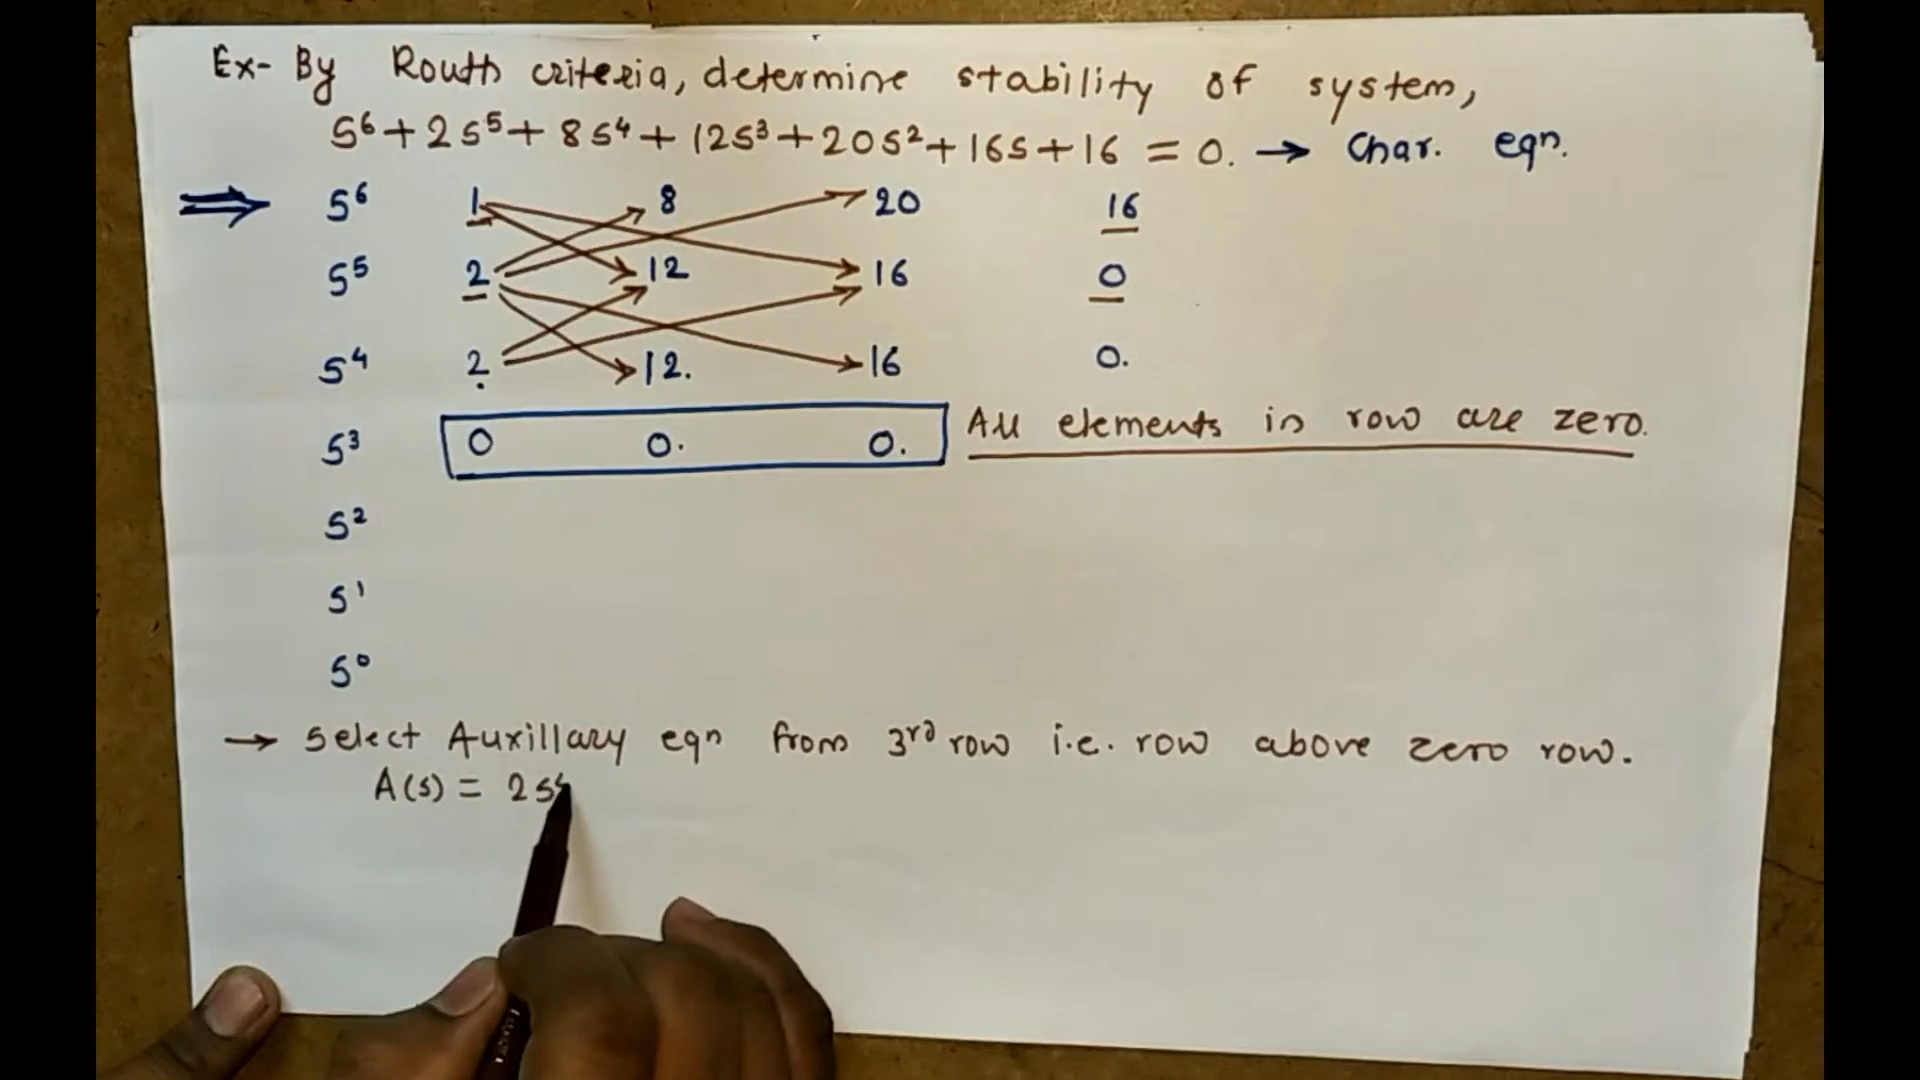 Ex- By Routh criteria, determine stability of system,
S⁶ + 2S⁵ + 8S⁴ + 12S³ + 20S² + 16S + 16 = 0. → Char. eqn.
⇒ S⁶ 1 8 20 16
S⁵ 2 12 16 0
S⁴ 2 12. 16 0.
S³ 0 0. 0. All elements in row are zero.
S²
S¹
S⁰
→ Select Auxillary eqn from 3rd row i.e. row above zero row.
A(s) = 2s⁴